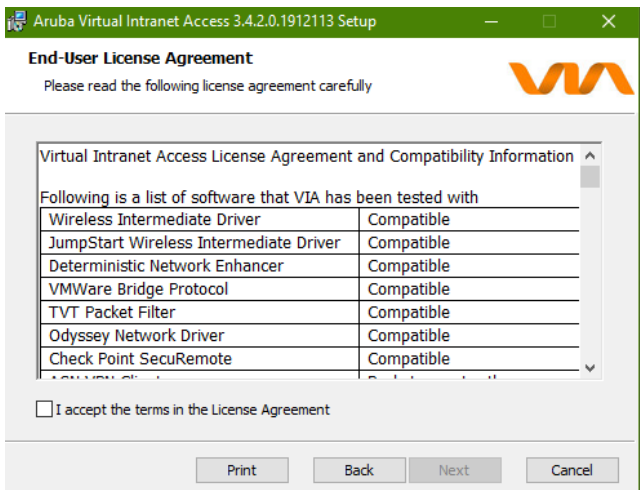 Aruba Virtual Intranet Access 3.4.2.0.1912113 Setup
End-User License Agreement
Please read the following license agreement carefully
VIA
Virtual Intranet Access License Agreement and Compatibility Information
Following is a list of software that VIA has been tested with
Wireless Intermediate Driver Compatible
JumpStart Wireless Intermediate Driver Compatible
Deterministic Network Enhancer Compatible
VMWare Bridge Protocol Compatible
TVT Packet Filter Compatible
Odyssey Network Driver Compatible
Check Point SecuRemote Compatible
I accept the terms in the License Agreement
Print Back Next Cancel